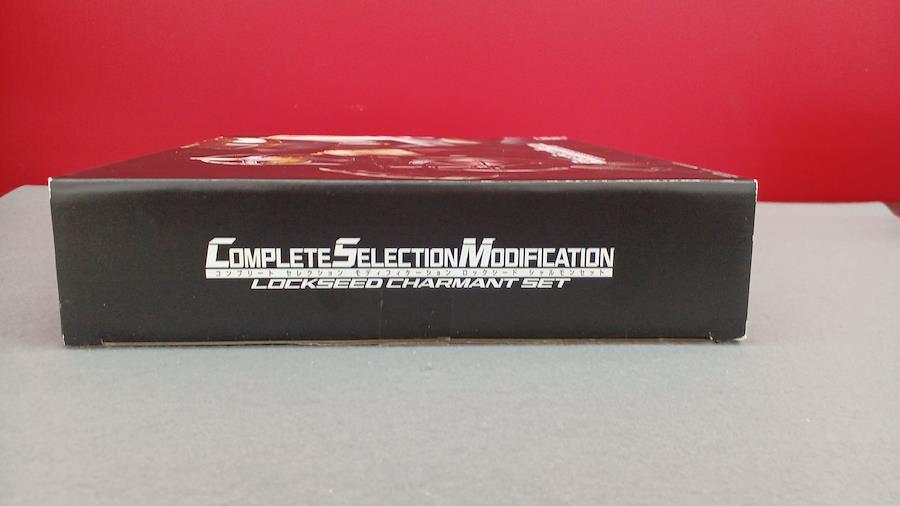 COMPLETE SELECTION MODIFICATION
コンプリート セレクション モディフィケーション ロックシード シャルモンセット
LOCKSEED CHARMANT SET